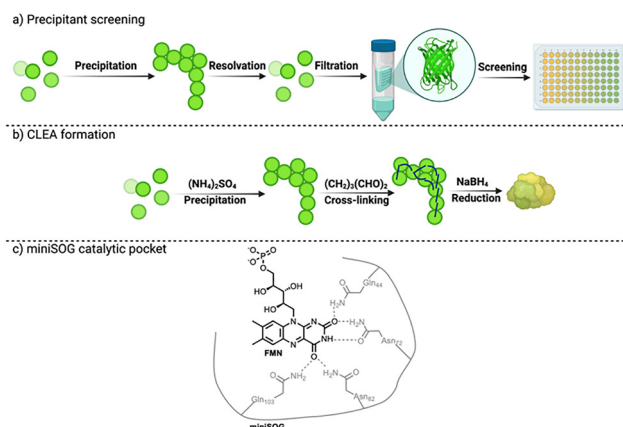 a) Precipitant screening
Precipitation
Resolvation
Filtration
Screening
b) CLEA formation
(NH₄)₂SO₄
Precipitation
(CH₂)₃(CHO)₂
Cross-linking
NaBH₄
Reduction
c) miniSOG catalytic pocket
⁻O
O
P
⁻O
O
OH
HO
OH
HO
Gln₄₄
O
H₂N
N
N
O
H₂N
N
NH
O
Asn₇₂
FMN
O
O
NH₂
H₂N
O
Gln₁₀₃
Asn₆₂
miniSOG